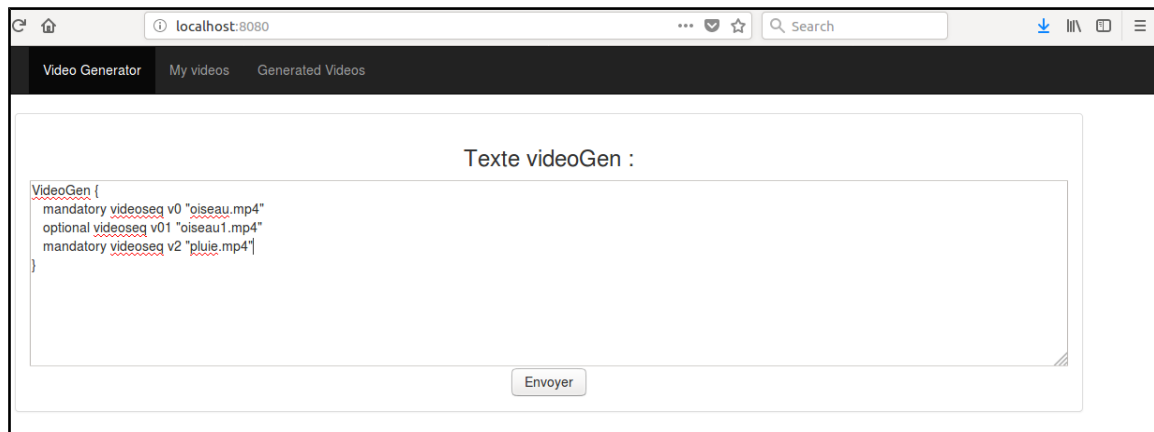 localhost:8080
Search
Video Generator My videos Generated Videos
Texte videoGen :
VideoGen {
mandatory videoseq v0 "oiseau.mp4"
optional videoseq v01 "oiseau1.mp4"
mandatory videoseq v2 "pluie.mp4"
}
Envoyer